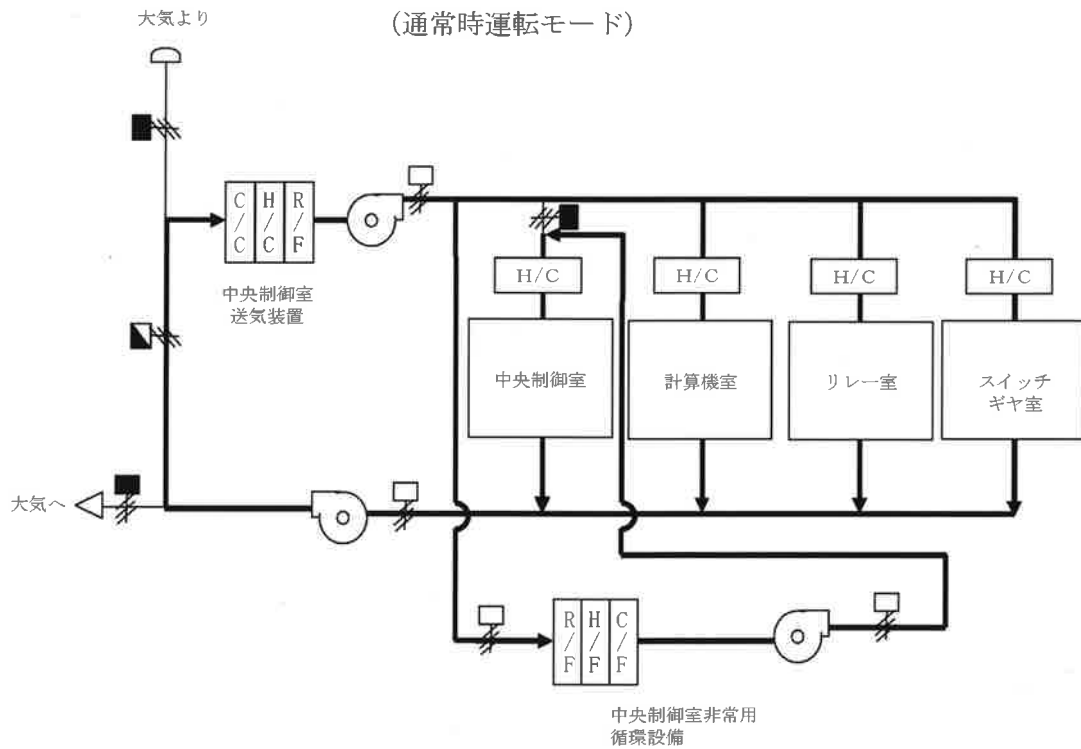 (通常時運転モード)
大気より
C/C
H/C
R/F
中央制御室
送気装置
H/C
H/C
H/C
H/C
中央制御室
計算機室
リレー室
スイッチ
ギヤ室
大気へ
R/F
H/F
C/F
中央制御室非常用
循環設備